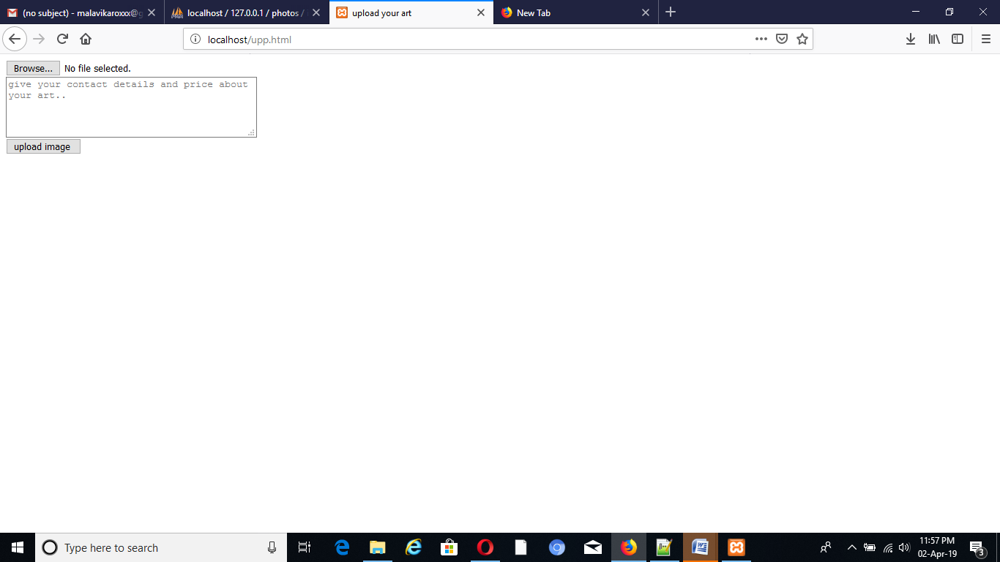 (no subject) - malavikaroxxx@g
localhost / 127.0.0.1 / photos /
upload your art
New Tab
localhost/upp.html
Browse... No file selected.
give your contact details and price about
your art..
upload image
Type here to search
11:57 PM
02-Apr-19
3